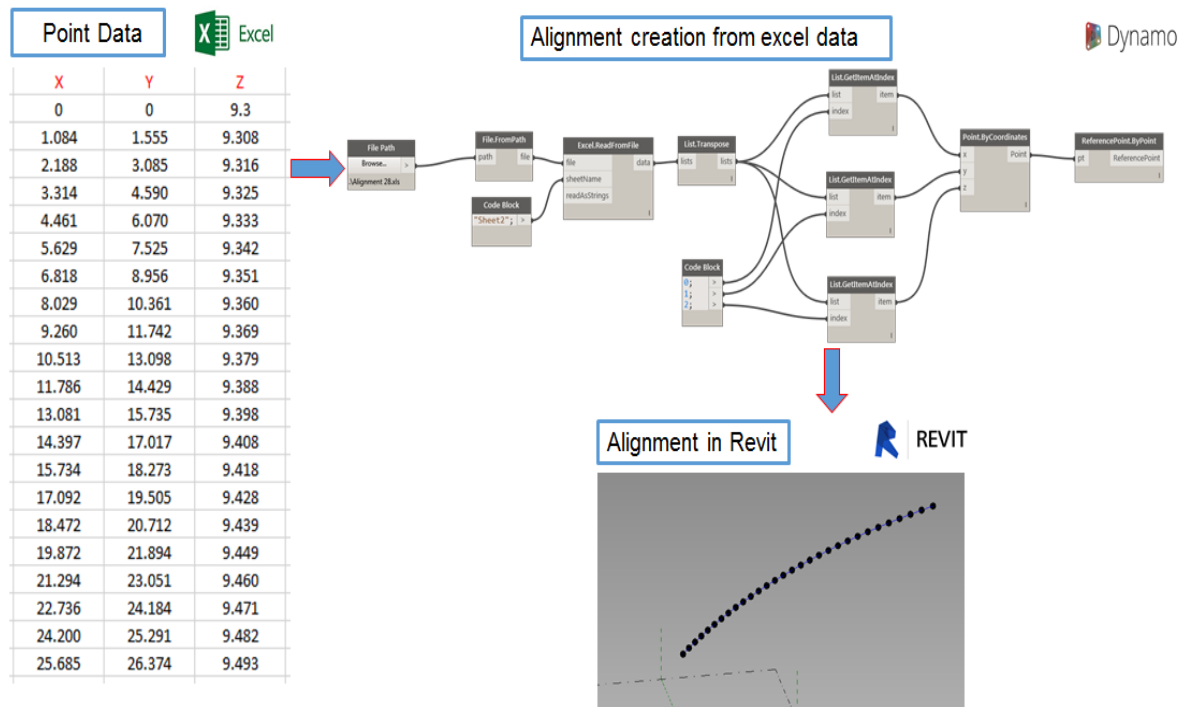 Point Data
Excel
Alignment creation from excel data
Dynamo
X Y Z
0 0 9.3
1.084 1.555 9.308
2.188 3.085 9.316
3.314 4.590 9.325
4.461 6.070 9.333
5.629 7.525 9.342
6.818 8.956 9.351
8.029 10.361 9.360
9.260 11.742 9.369
10.513 13.098 9.379
11.786 14.429 9.388
13.081 15.735 9.398
14.397 17.017 9.408
15.734 18.273 9.418
17.092 19.505 9.428
18.472 20.712 9.439
19.872 21.894 9.449
21.294 23.051 9.460
22.736 24.184 9.471
24.200 25.291 9.482
25.685 26.374 9.493
File Path
Browse... >
.\Alignment 28.xls
File.FromPath
path file
Code Block
"Sheet2"; >
Excel.ReadFromFile
file data
sheetName
readAsStrings
List.Transpose
lists lists
Code Block
0; >
1; >
2; >
List.GetItemAtIndex
list item
index
List.GetItemAtIndex
list item
index
List.GetItemAtIndex
list item
index
Point.ByCoordinates
x Point
y
z
ReferencePoint.ByPoint
pt ReferencePoint
Alignment in Revit
REVIT